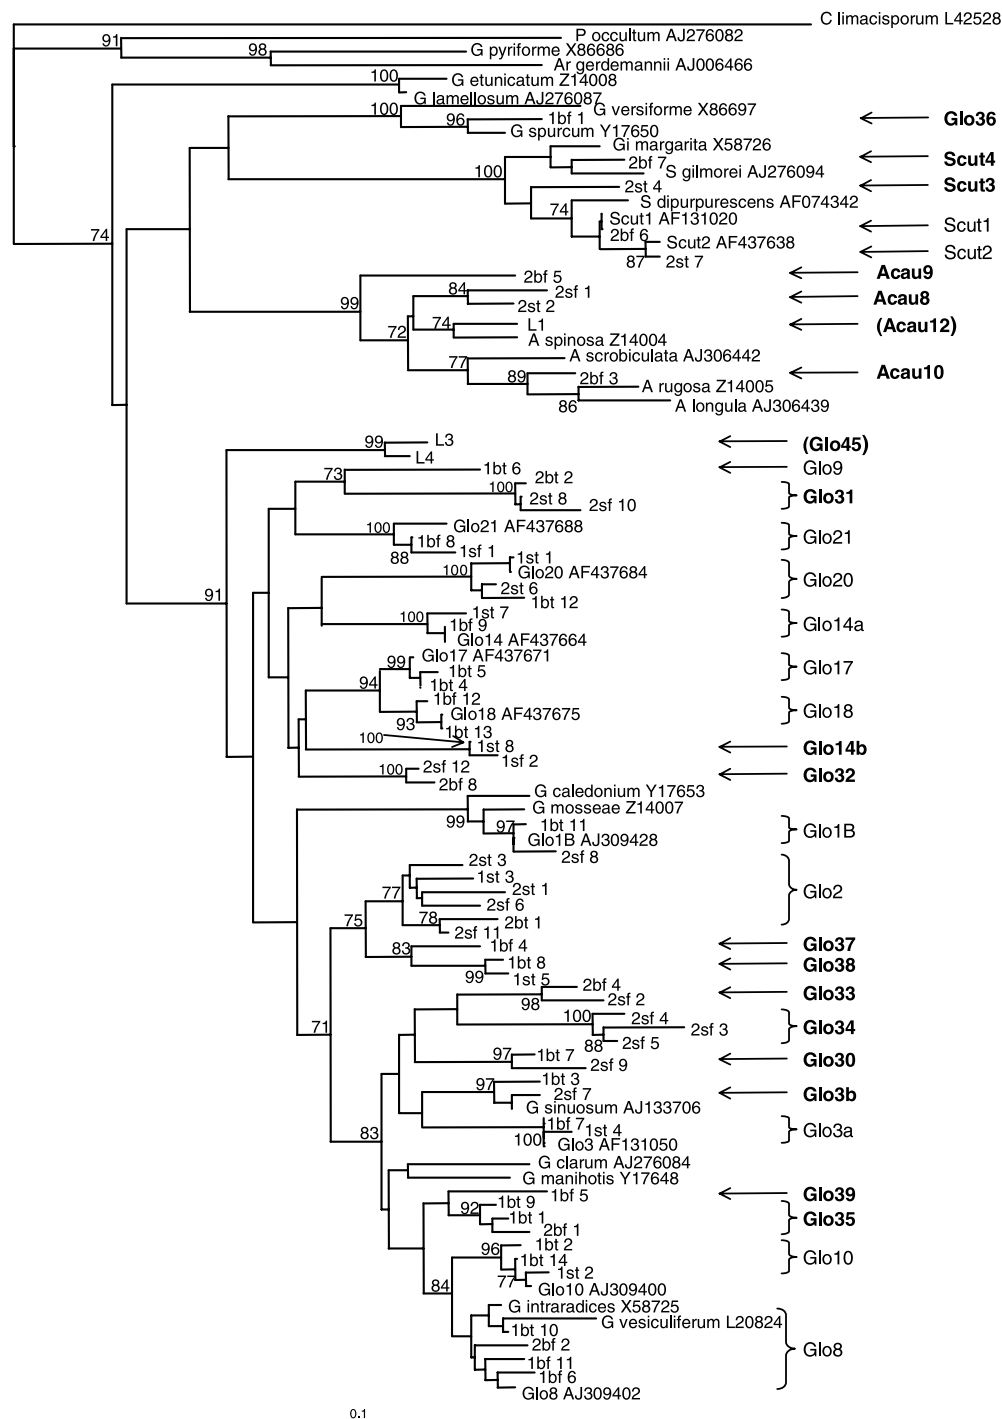 C limacisporum L42528
91
P occultum AJ276082
98
G pyriforme X86686
Ar gerdemannii AJ006466
100
G etunicatum Z14008
G lamellosum AJ276087
100
G versiforme X86697
96
1bf 1
Glo36
G spurcum Y17650
Gi margarita X58726
100
2bf 7
Scut4
S gilmorei AJ276094
2st 4
Scut3
74
S dipurpurescens AF074342
Scut1 AF131020
Scut1
2bf 6
74
Scut2 AF437638
Scut2
87
2st 7
2bf 5
Acau9
99
84
2sf 1
Acau8
2st 2
72
74
L1
(Acau12)
A spinosa Z14004
77
A scrobiculata AJ306442
89
2bf 3
Acau10
A rugosa Z14005
86
A longula AJ306439
99
L3
(Glo45)
L4
73
1bt 6
Glo9
100
2bt 2
2st 8
Glo31
2sf 10
100
Glo21 AF437688
1bf 8
Glo21
88
1sf 1
1st 1
100
Glo20 AF437684
Glo20
2st 6
91
1bt 12
100
1st 7
1bf 9
Glo14a
Glo14 AF437664
99
Glo17 AF437671
1bt 5
Glo17
94
1bt 4
1bf 12
Glo18 AF437675
Glo18
93
1bt 13
100
1st 8
Glo14b
1sf 2
100
2sf 12
Glo32
2bf 8
G caledonium Y17653
G mosseae Z14007
99
97
1bt 11
Glo1B
Glo1B AJ309428
2sf 8
2st 3
1st 3
77
2st 1
Glo2
2sf 6
75
78
2bt 1
2sf 11
83
1bf 4
Glo37
1bt 8
Glo38
99
1st 5
2bf 4
Glo33
98
2sf 2
100
2sf 4
71
2sf 3
Glo34
88
2sf 5
97
1bt 7
Glo30
2sf 9
97
1bt 3
2sf 7
Glo3b
G sinuosum AJ133706
1bf 7
1st 4
Glo3a
83
100
Glo3 AF131050
G clarum AJ276084
G manihotis Y17648
1bf 5
Glo39
92
1bt 9
1bt 1
Glo35
2bf 1
96
1bt 2
1bt 14
Glo10
77
1st 2
84
Glo10 AJ309400
G intraradices X58725
G vesiculiferum L20824
1bt 10
2bf 2
Glo8
1bf 11
1bf 6
Glo8 AJ309402
0.1